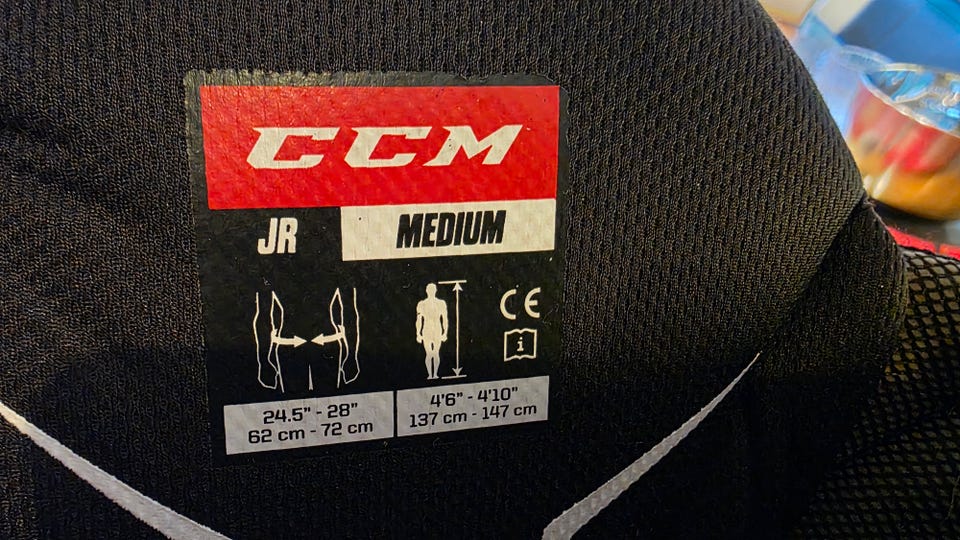 CCM
JR MEDIUM
CE
i
24.5” - 28”
62 cm - 72 cm
4'6” - 4'10”
137 cm - 147 cm